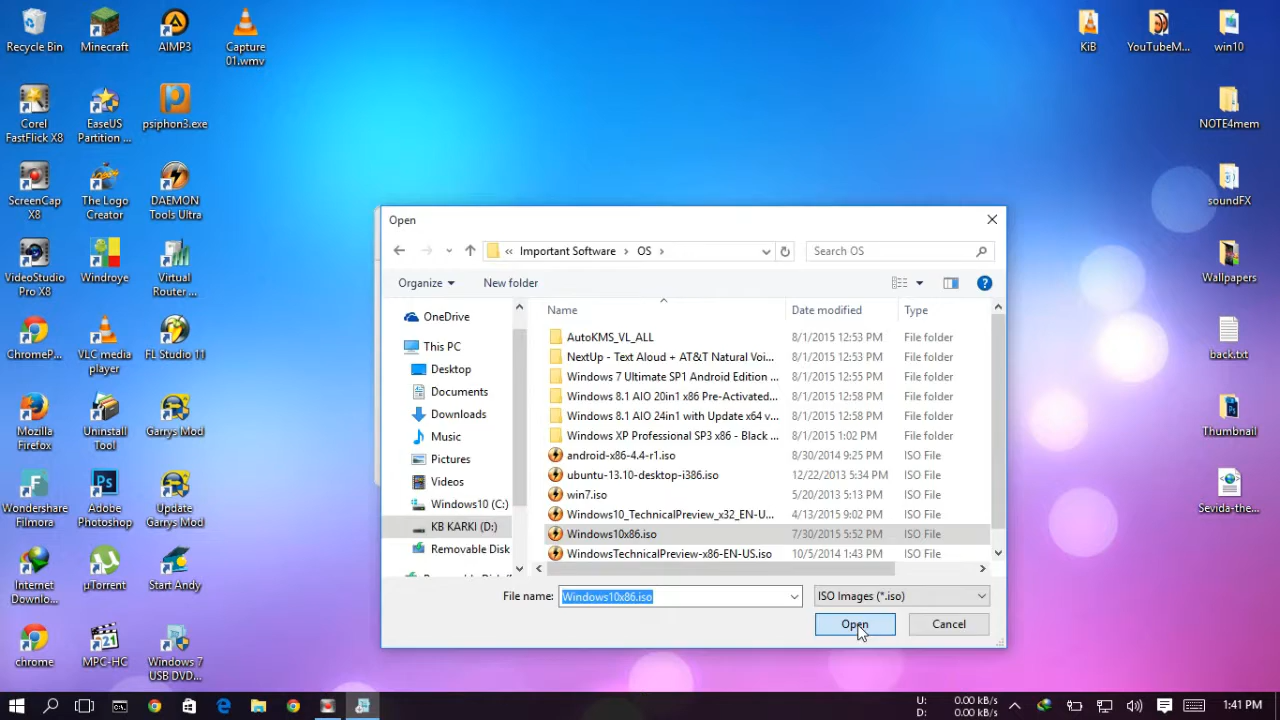 Recycle Bin
Minecraft
AIMP3
Capture
01.wmv
KiB
YouTubeM...
win10
Corel
FastFlick X8
EaseUS
Partition ...
psiphon3.exe
NOTE4mem
ScreenCap
X8
The Logo
Creator
DAEMON
Tools Ultra
soundFX
VideoStudio
Pro X8
Windroye
Virtual
Router ...
Wallpapers
ChromeP...
VLC media
player
FL Studio 11
back.txt
Mozilla
Firefox
Uninstall
Tool
Garrys Mod
Thumbnail
Wondershare
Filmora
Adobe
Photoshop
Update
Garrys Mod
Sevida-the...
Internet
Downlo...
µTorrent
Start Andy
chrome
MPC-HC
Windows 7
USB DVD...
Open
« Important Software › OS ›
Search OS
Organize
New folder
OneDrive
This PC
Desktop
Documents
Downloads
Music
Pictures
Videos
Windows10 (C:)
KB KARKI (D:)
Removable Disk
Name Date modified Type
AutoKMS_VL_ALL 8/1/2015 12:53 PM File folder
NextUp - Text Aloud + AT&T Natural Voi... 8/1/2015 12:53 PM File folder
Windows 7 Ultimate SP1 Android Edition ... 8/1/2015 12:55 PM File folder
Windows 8.1 AIO 20in1 x86 Pre-Activated... 8/1/2015 12:58 PM File folder
Windows 8.1 AIO 24in1 with Update x64 v... 8/1/2015 12:58 PM File folder
Windows XP Professional SP3 x86 - Black ... 8/1/2015 1:02 PM File folder
android-x86-4.4-r1.iso 8/30/2014 9:25 PM ISO File
ubuntu-13.10-desktop-i386.iso 12/22/2013 5:34 PM ISO File
win7.iso 5/20/2013 5:13 PM ISO File
Windows10_TechnicalPreview_x32_EN-U... 4/13/2015 9:02 PM ISO File
Windows10x86.iso 7/30/2015 5:52 PM ISO File
WindowsTechnicalPreview-x86-EN-US.iso 10/5/2014 1:43 PM ISO File
File name: Windows10x86.iso
ISO Images (*.iso)
Open
Cancel
U: 0.00 kB/s
D: 0.00 kB/s
1:41 PM